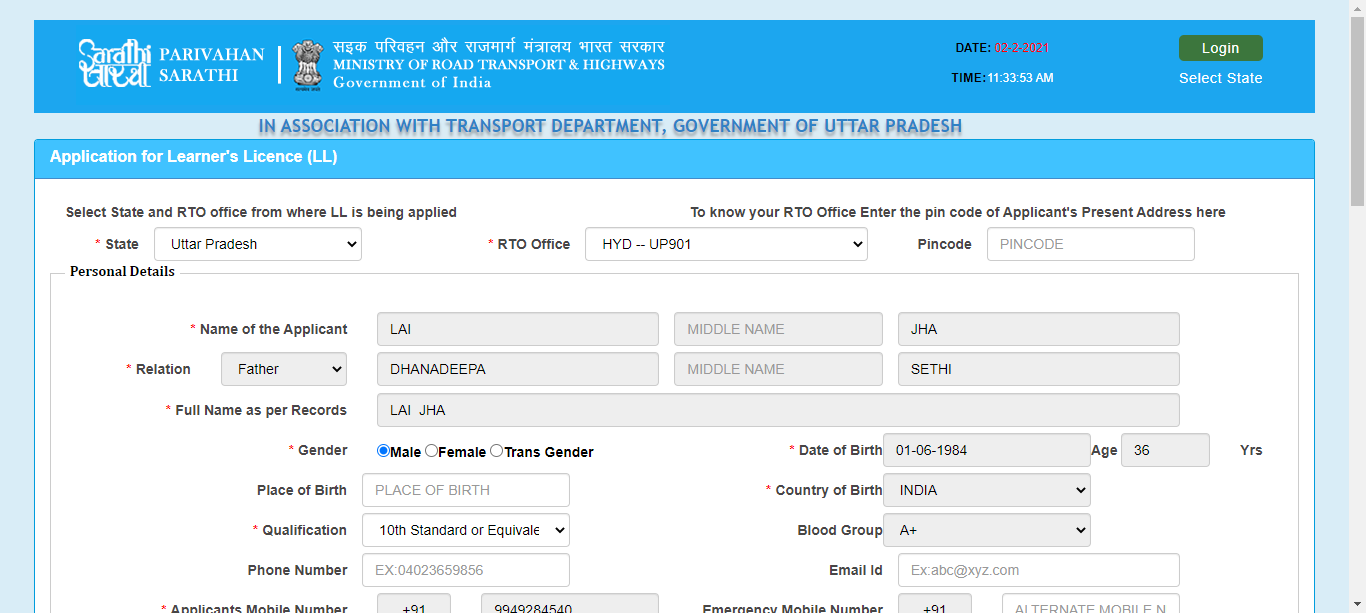 Sarathi
सारथी
PARIVAHAN
SARATHI
सड़क परिवहन और राजमार्ग मंत्रालय भारत सरकार
MINISTRY OF ROAD TRANSPORT & HIGHWAYS
Government of India
DATE: 02-2-2021
TIME:11:33:53 AM
Login
Select State
IN ASSOCIATION WITH TRANSPORT DEPARTMENT, GOVERNMENT OF UTTAR PRADESH
Application for Learner's Licence (LL)
Select State and RTO office from where LL is being applied To know your RTO Office Enter the pin code of Applicant's Present Address here
* State Uttar Pradesh * RTO Office HYD -- UP901 Pincode PINCODE
Personal Details
* Name of the Applicant LAI MIDDLE NAME JHA
* Relation Father DHANADEEPA MIDDLE NAME SETHI
* Full Name as per Records LAI JHA
* Gender Male Female Trans Gender * Date of Birth 01-06-1984 Age 36 Yrs
Place of Birth PLACE OF BIRTH * Country of Birth INDIA
* Qualification 10th Standard or Equivale Blood Group A+
Phone Number EX:04023659856 Email Id Ex:abc@xyz.com
* Applicants Mobile Number +91 9949284540 Emergency Mobile Number +91 ALTERNATE MOBILE N